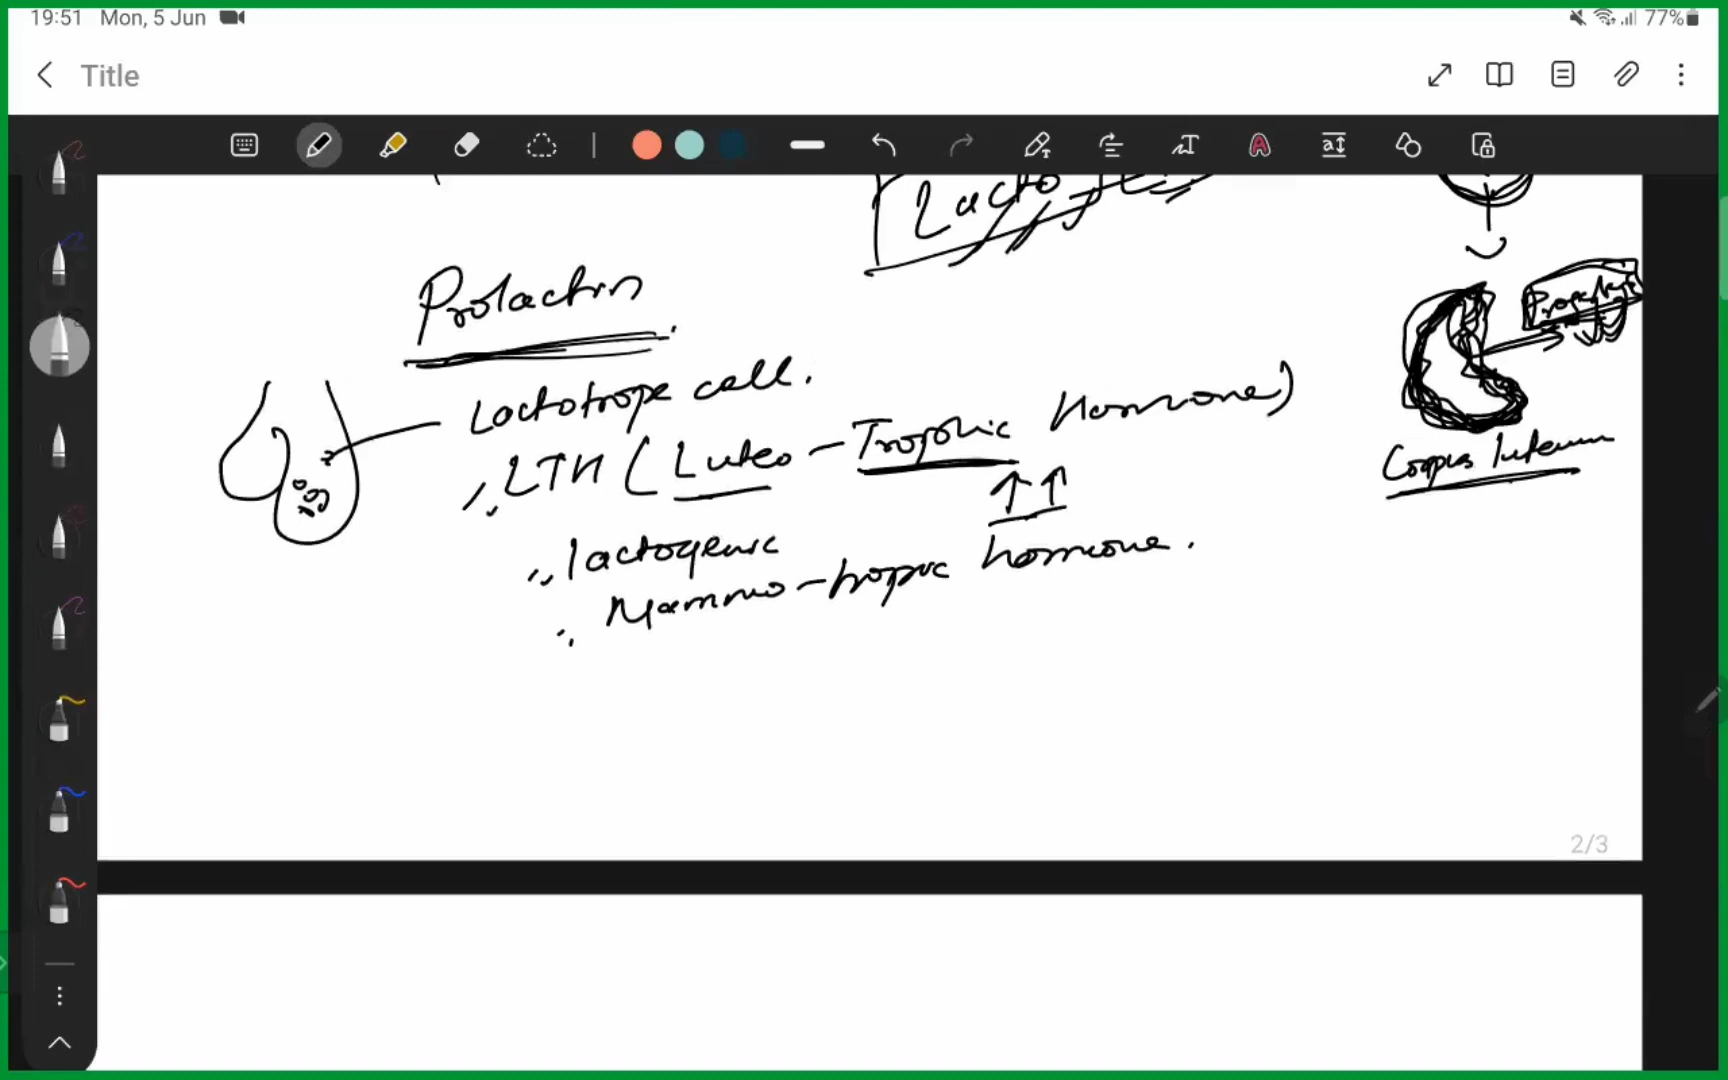 19:51 Mon, 5 Jun
77%
Title
Lacto
Prolactin
Lactotrope cell.
LTH (Luteo-Trophic hormone)
lactogenic
Mammo-tropic hormone.
Corpus luteum
2/3